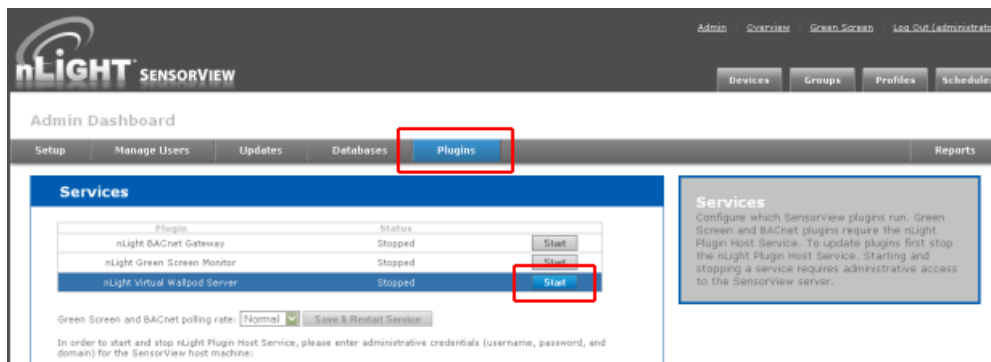 Admin Overview Green Screen Log Out (administrat
nLIGHT SENSORVIEW
Devices Groups Profiles Schedule
Admin Dashboard
Setup Manage Users Updates Databases Plugins Reports
Services
Plugin Status
nLight BACnet Gateway Stopped Start
nLight Green Screen Monitor Stopped Start
nLight Virtual Wallpod Server Stopped Start
Green Screen and BACnet polling rate: Normal Save & Restart Service
In order to start and stop nLight Plugin Host Service, please enter administrative credentials (username, password, and
domain) for the SensorView host machine:
Services
Configure which SensorView plugins run. Green
Screen and BACnet plugins require the nLight
Plugin Host Service. To update plugins first stop
the nLight Plugin Host Service. Starting and
stopping a service requires administrative access
to the SensorView server.